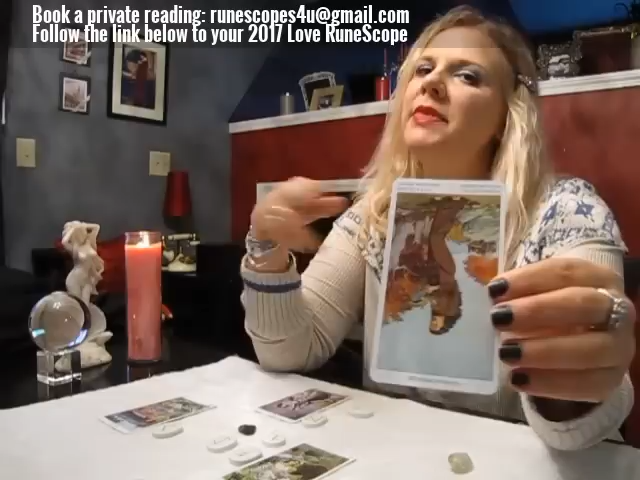 Book a private reading: runescopes4u@gmail.com
Follow the link below to your 2017 Love RuneScope